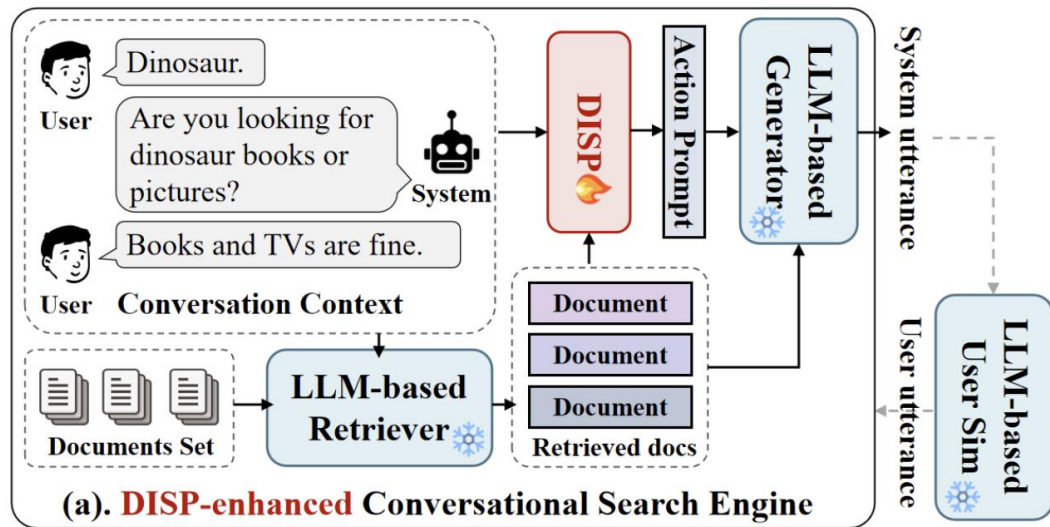 Dinosaur.
User
Are you looking for
dinosaur books or
pictures?
System
Books and TVs are fine.
User
Conversation Context
Documents Set
LLM-based
Retriever
Document
Document
Document
Retrieved docs
DISP
Action Prompt
LLM-based
Generator
System utterance
User utterance
LLM-based
User Sim
(a). DISP-enhanced Conversational Search Engine